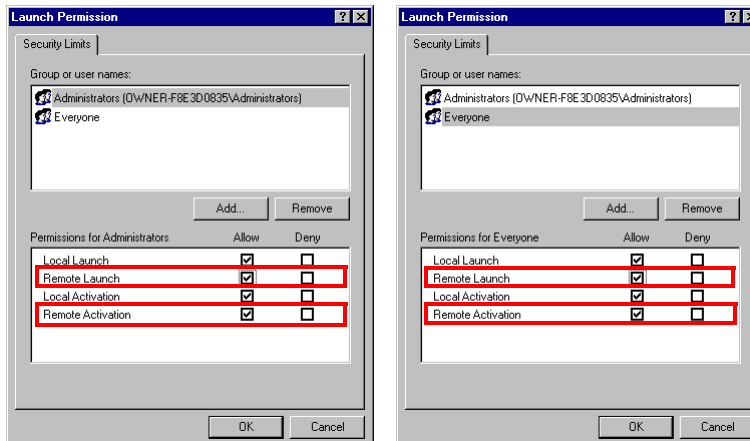 Launch Permission
Security Limits
Group or user names:
Administrators (OWNER-F8E3D0835\Administrators)
Everyone
Add... Remove
Permissions for Administrators Allow Deny
Local Launch
Remote Launch
Local Activation
Remote Activation
OK Cancel
Launch Permission
Security Limits
Group or user names:
Administrators (OWNER-F8E3D0835\Administrators)
Everyone
Add... Remove
Permissions for Everyone Allow Deny
Local Launch
Remote Launch
Local Activation
Remote Activation
OK Cancel